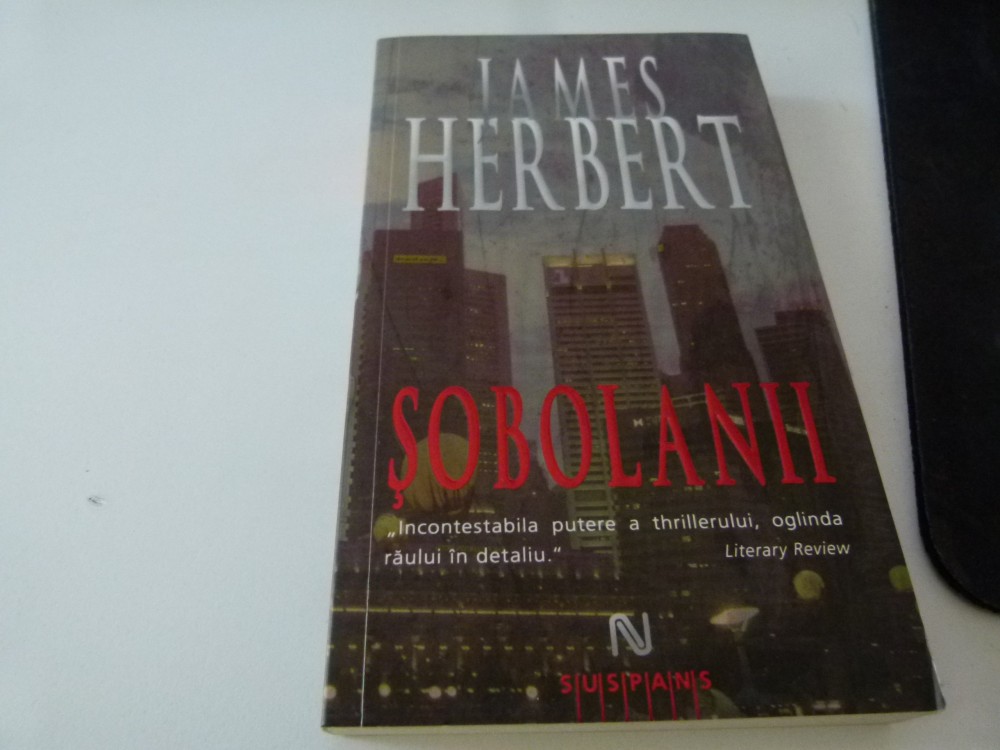 JAMES
HERBERT
ŞOBOLANII
„Incontestabila putere a thrillerului, oglinda
răului în detaliu.“
Literary Review
N
SUSPANS